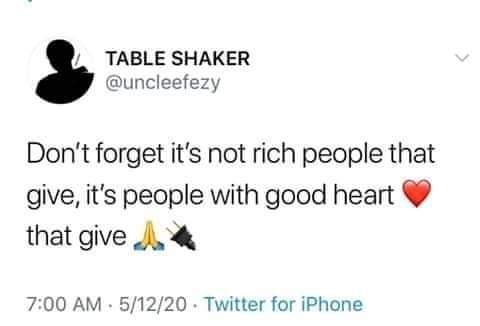 TABLE SHAKER
@uncleefezy
Don't forget it's not rich people that
give, it's people with good heart ❤️
that give 🙏🔌
7:00 AM · 5/12/20 · Twitter for iPhone